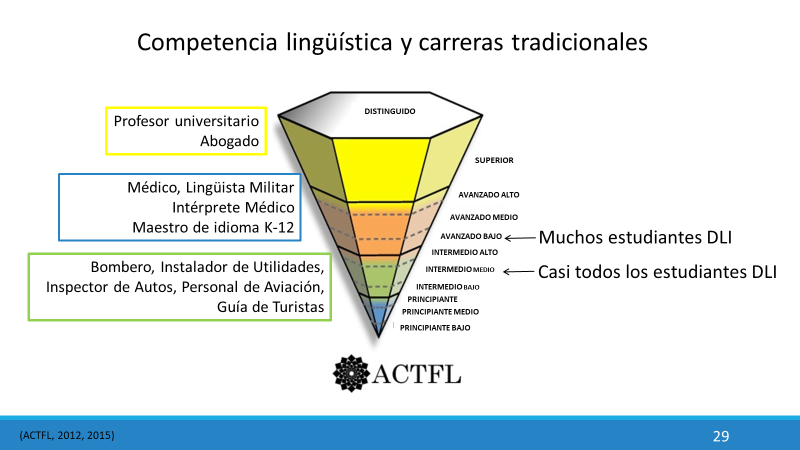 Competencia lingüística y carreras tradicionales
DISTINGUIDO
Profesor universitario
Abogado
SUPERIOR
Médico, Lingüista Militar
Intérprete Médico
Maestro de idioma K-12
AVANZADO ALTO
AVANZADO MEDIO
AVANZADO BAJO
Muchos estudiantes DLI
INTERMEDIO ALTO
Bombero, Instalador de Utilidades,
Inspector de Autos, Personal de Aviación,
Guía de Turistas
INTERMEDIO MEDIO
Casi todos los estudiantes DLI
INTERMEDIO BAJO
PRINCIPIANTE
PRINCIPIANTE MEDIO
PRINCIPIANTE BAJO
ACTFL
(ACTFL, 2012, 2015)
29